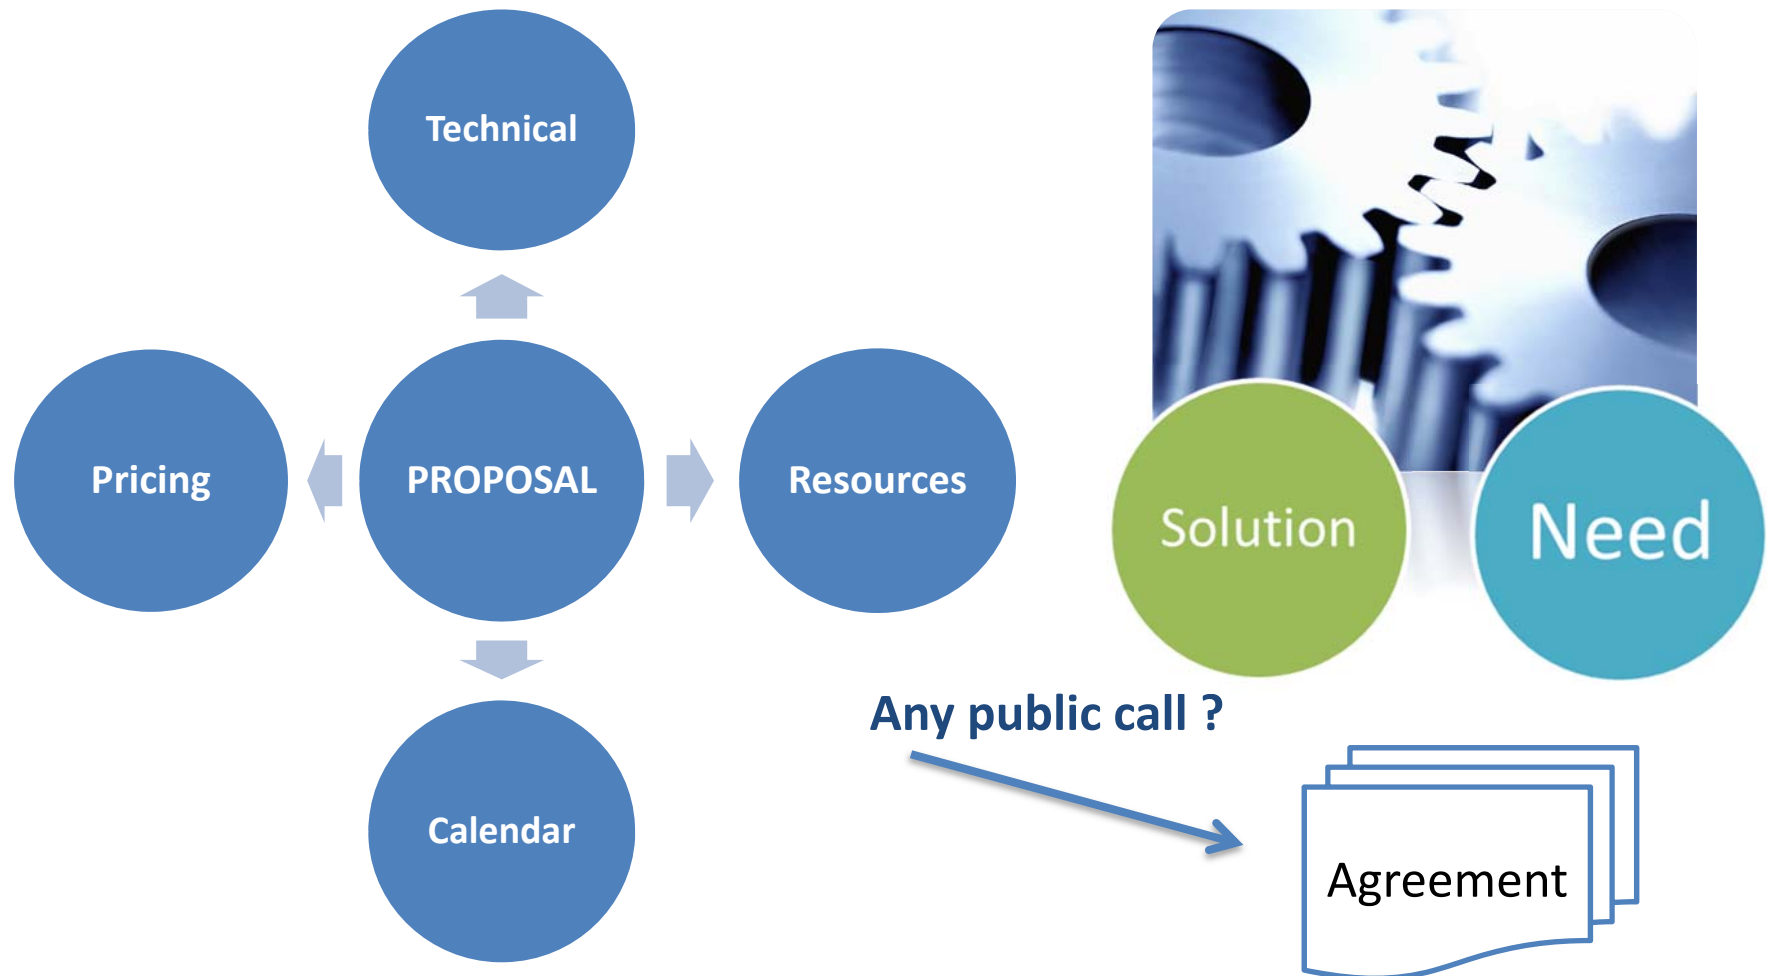 Technical
Pricing
PROPOSAL
Resources
Calendar
Solution
Need
Any public call ?
Agreement